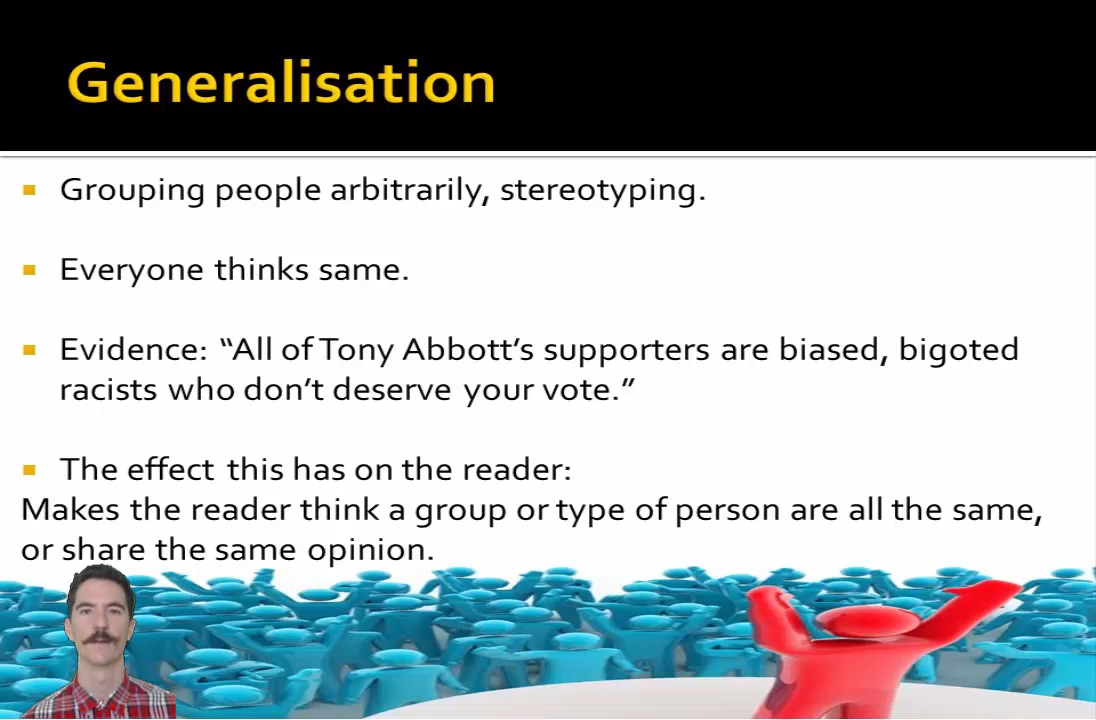 Generalisation
Grouping people arbitrarily, stereotyping.
Everyone thinks same.
Evidence: “All of Tony Abbott’s supporters are biased, bigoted
racists who don’t deserve your vote.”
The effect this has on the reader:
Makes the reader think a group or type of person are all the same,
or share the same opinion.